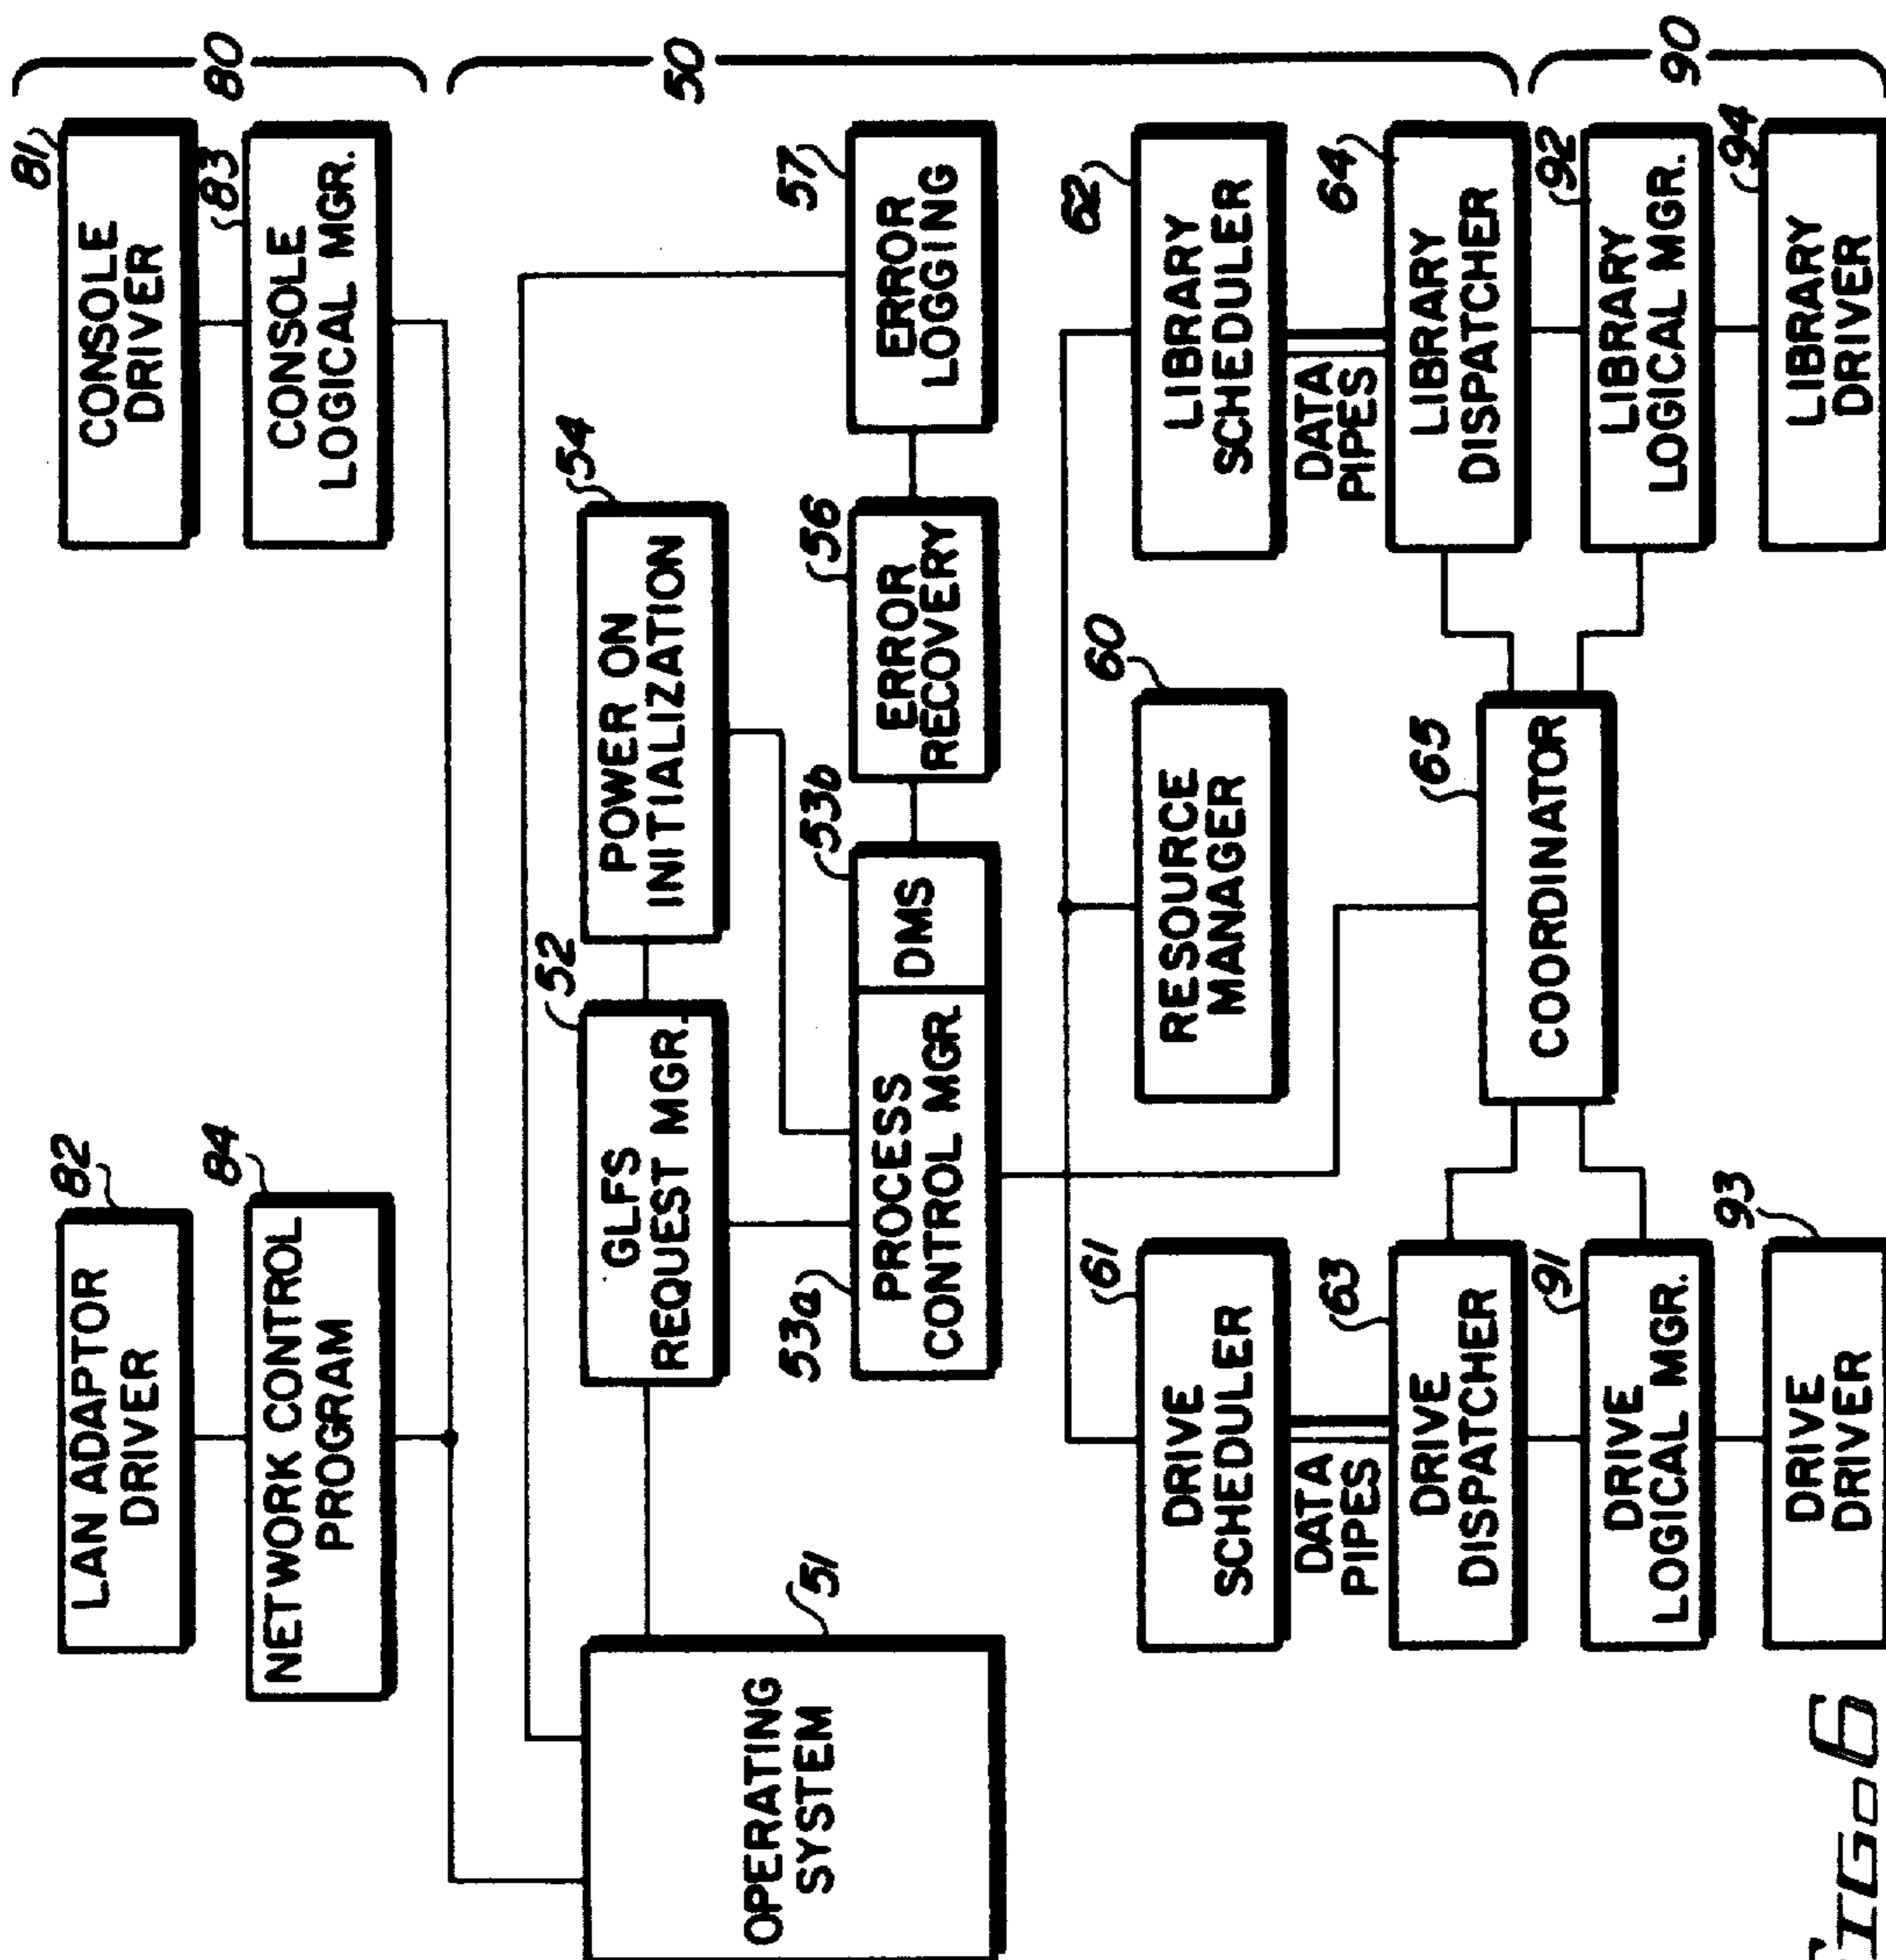 82
LAN ADAPTOR
DRIVER
84
NETWORK CONTROL
PROGRAM
81
CONSOLE
DRIVER
83
CONSOLE
LOGICAL MGR.
80
OPERATING
SYSTEM
51
52
GLFS
REQUEST MGR.
54
POWER ON
INITIALIZATION
53a
PROCESS
CONTROL MGR.
53b
DMS
56
ERROR
RECOVERY
57
ERROR
LOGGING
50
61
DRIVE
SCHEDULER
60
RESOURCE
MANAGER
62
LIBRARY
SCHEDULER
DATA
PIPES
DATA
PIPES
63
DRIVE
DISPATCHER
65
COORDINATOR
64
LIBRARY
DISPATCHER
91
DRIVE
LOGICAL MGR.
92
LIBRARY
LOGICAL MGR.
93
DRIVE
DRIVER
94
LIBRARY
DRIVER
90
FIG. 6